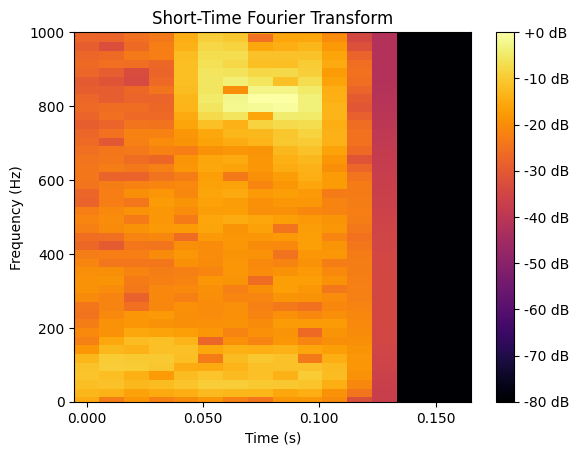 Short-Time Fourier Transform
Frequency (Hz)
1000
800
600
400
200
0
0.000
0.050
0.100
0.150
Time (s)
+0 dB
-10 dB
-20 dB
-30 dB
-40 dB
-50 dB
-60 dB
-70 dB
-80 dB